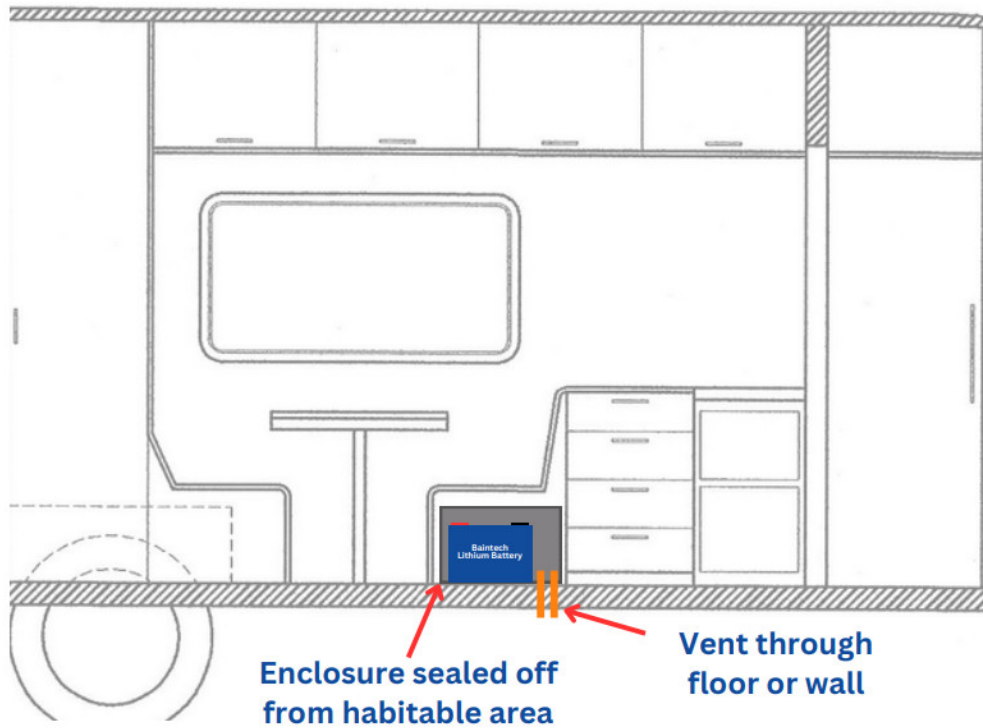 Baintech
Lithium Battery
Enclosure sealed off
from habitable area
Vent through
floor or wall